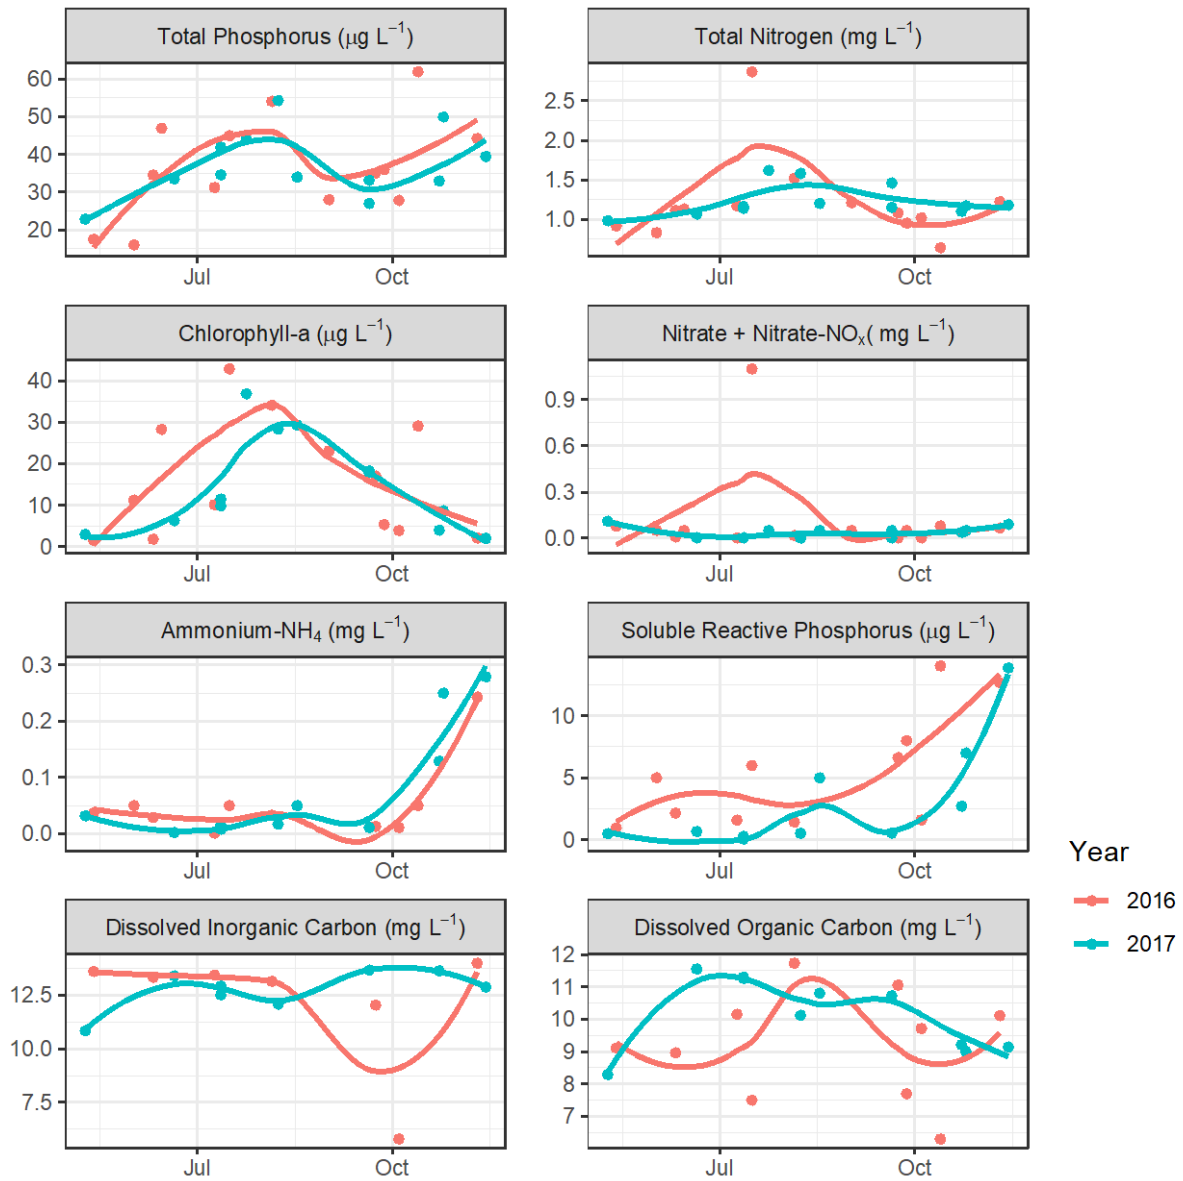 Total Phosphorus (μg L⁻¹)
60
50
40
30
20
Jul Oct
Total Nitrogen (mg L⁻¹)
2.5
2.0
1.5
1.0
Jul Oct
Chlorophyll-a (μg L⁻¹)
40
30
20
10
0
Jul Oct
Nitrate + Nitrate-NOₓ( mg L⁻¹)
0.9
0.6
0.3
0.0
Jul Oct
Ammonium-NH₄ (mg L⁻¹)
0.3
0.2
0.1
0.0
Jul Oct
Soluble Reactive Phosphorus (μg L⁻¹)
10
5
0
Jul Oct
Dissolved Inorganic Carbon (mg L⁻¹)
12.5
10.0
7.5
Jul Oct
Dissolved Organic Carbon (mg L⁻¹)
12
11
10
9
8
7
Jul Oct
Year
2016
2017